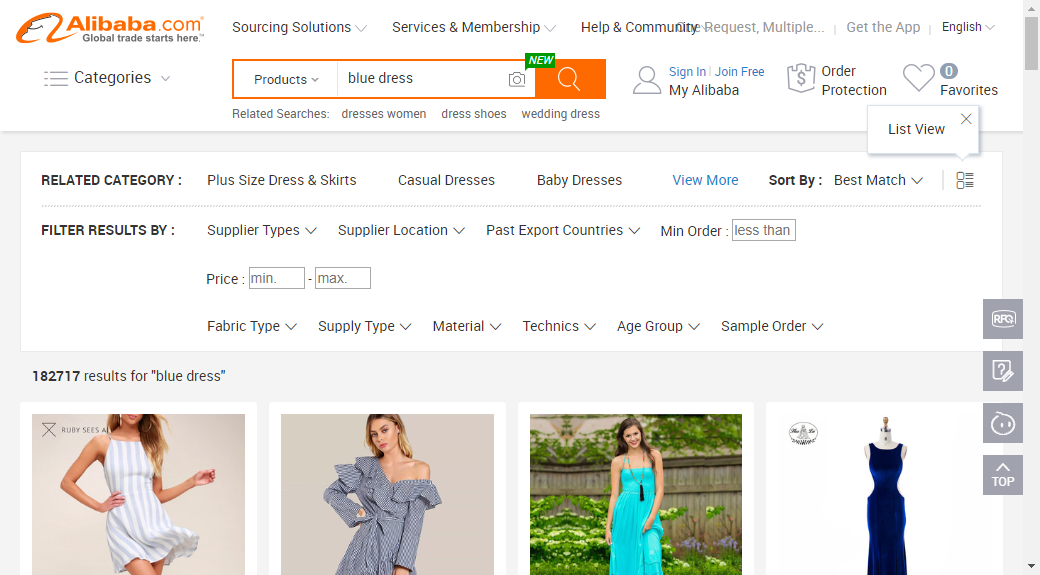 Alibaba.com
Global trade starts here.™
Sourcing Solutions
Services & Membership
Help & Community
One Request, Multiple...
Get the App
English
Categories
Products
blue dress
NEW
Sign In
Join Free
My Alibaba
Order
Protection
0
Favorites
Related Searches: dresses women dress shoes wedding dress
List View
RELATED CATEGORY : Plus Size Dress & Skirts Casual Dresses Baby Dresses View More Sort By : Best Match
FILTER RESULTS BY : Supplier Types Supplier Location Past Export Countries Min Order : less than
Price : min. - max.
Fabric Type Supply Type Material Technics Age Group Sample Order
RFQ
182717 results for "blue dress"
TOP
RUBY SEES A